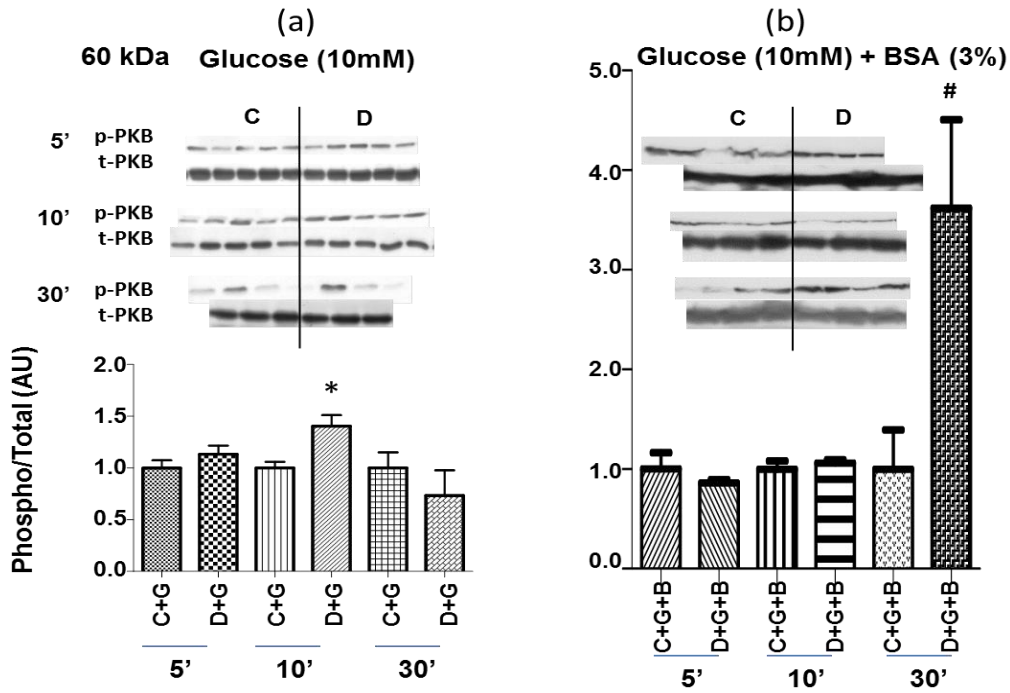 (a)
60 kDa Glucose (10mM)
C D
5’ p-PKB
t-PKB
10’ p-PKB
t-PKB
30’ p-PKB
t-PKB
Phospho/Total (AU)
2.0
1.5
1.0
0.5
0.0
C+G D+G C+G D+G C+G D+G
5’ 10’ 30’
(b)
Glucose (10mM) + BSA (3%)
#
C D
5.0
4.0
3.0
2.0
1.0
0.0
*
C+G+B D+G+B C+G+B D+G+B C+G+B D+G+B
5’ 10’ 30’